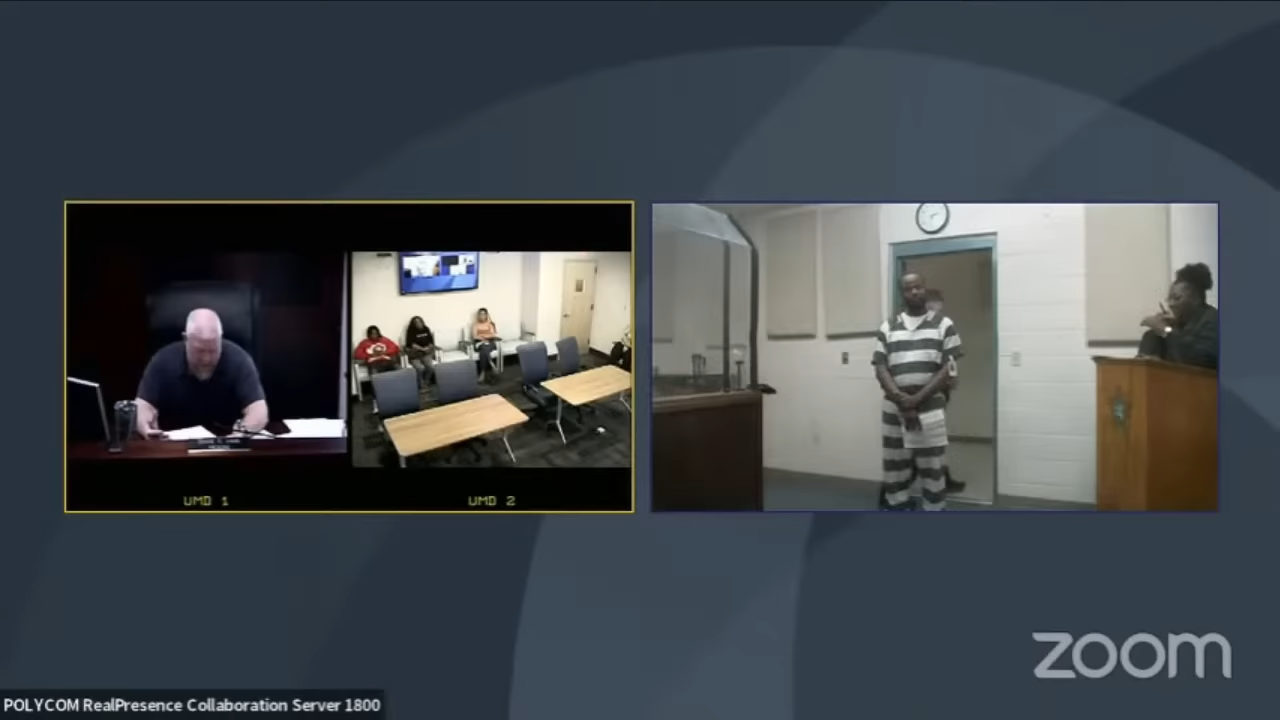 UMD 1
UMD 2
zoom
POLYCOM RealPresence Collaboration Server 1800